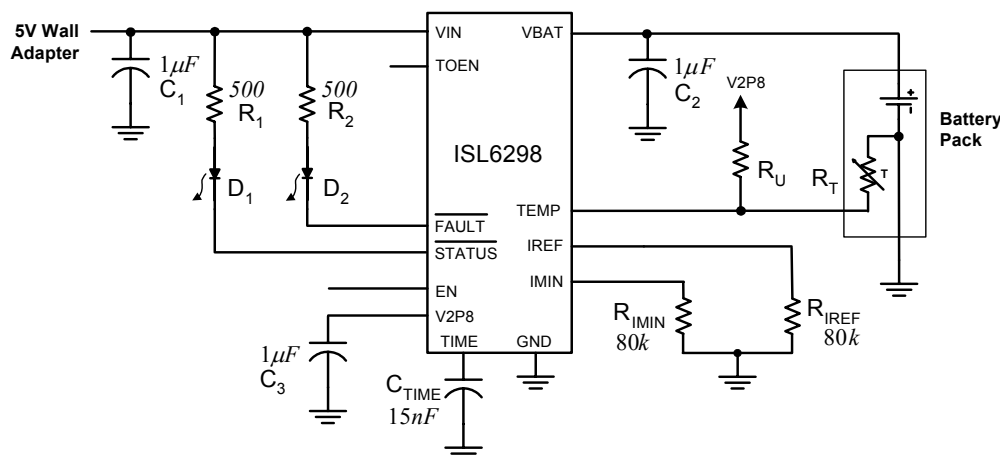 5V Wall
Adapter
VIN
VBAT
TOEN
1μF
C1
500
R1
500
R2
1μF
C2
V2P8
+
Battery
Pack
ISL6298
RU
RT
T
D1
D2
TEMP
FAULT
IREF
STATUS
IMIN
EN
V2P8
RIMIN
80k
RIREF
80k
TIME
GND
1μF
C3
CTIME
15nF